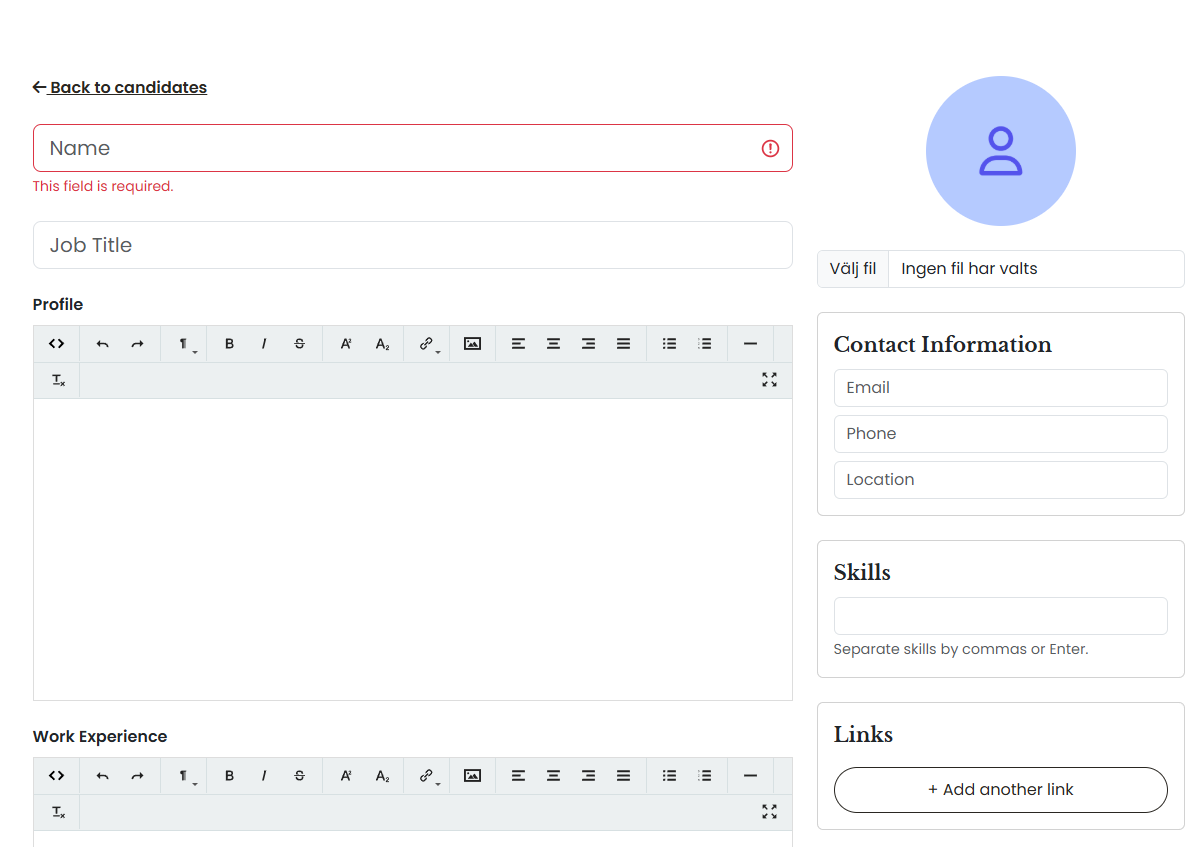 Back to candidates
Name
This field is required.
Job Title
Profile
Work Experience
Välj fil
Ingen fil har valts
Contact Information
Email
Phone
Location
Skills
Separate skills by commas or Enter.
Links
+ Add another link